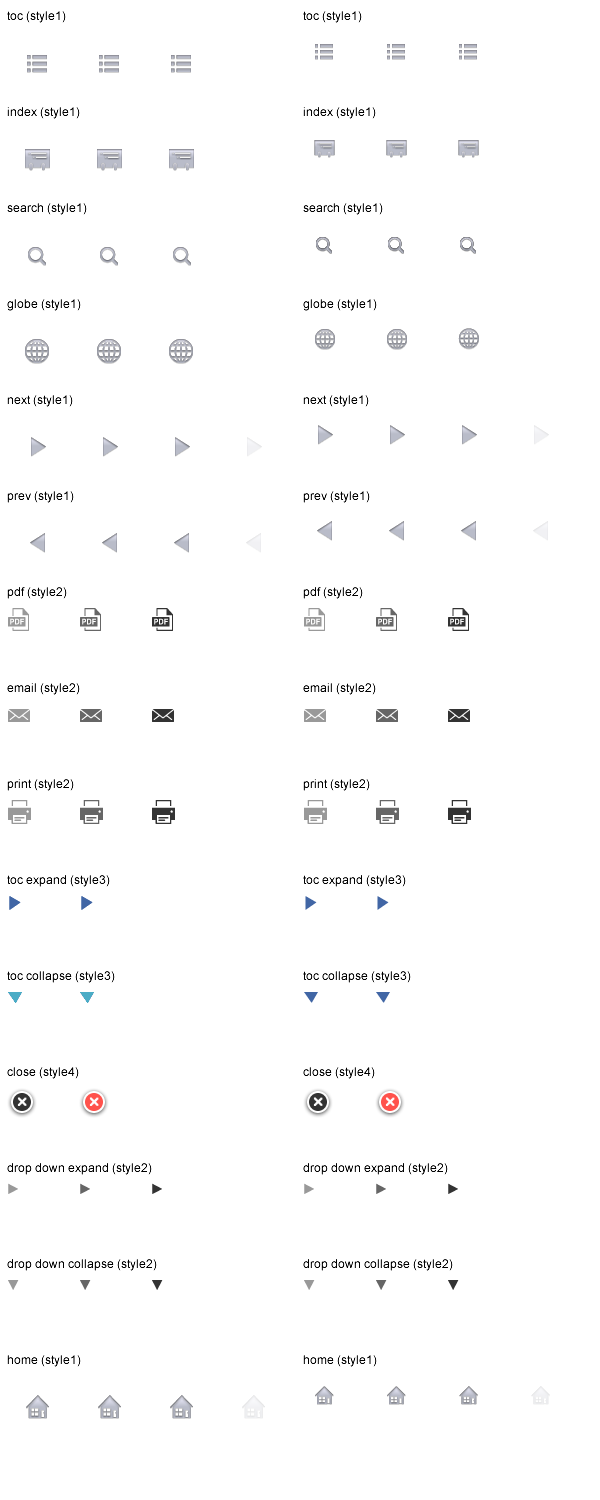 toc (style1) toc (style1)
index (style1) index (style1)
search (style1) search (style1)
globe (style1) globe (style1)
next (style1) next (style1)
prev (style1) prev (style1)
pdf (style2) pdf (style2)
PDF PDF PDF PDF PDF PDF
email (style2) email (style2)
print (style2) print (style2)
toc expand (style3) toc expand (style3)
toc collapse (style3) toc collapse (style3)
close (style4) close (style4)
drop down expand (style2) drop down expand (style2)
drop down collapse (style2) drop down collapse (style2)
home (style1) home (style1)